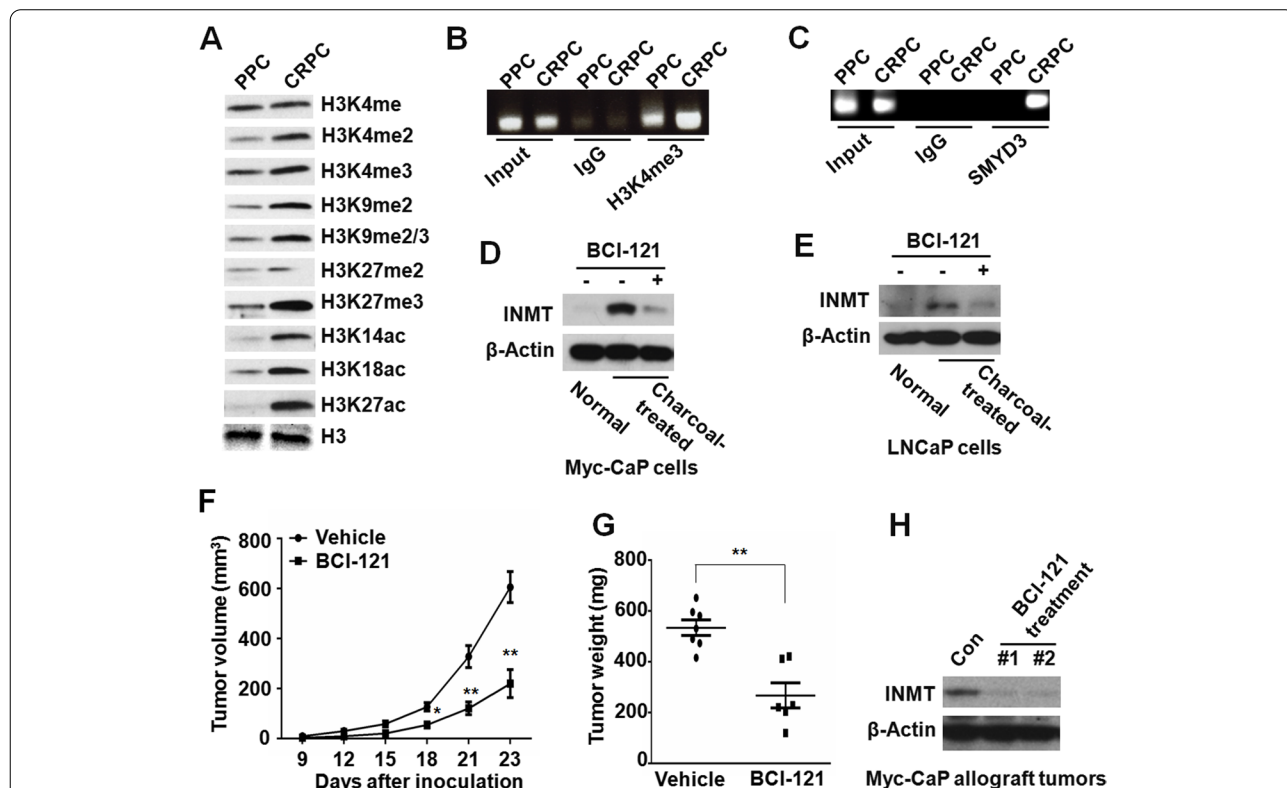 A
PPC CRPC
H3K4me
H3K4me2
H3K4me3
H3K9me2
H3K9me2/3
H3K27me2
H3K27me3
H3K14ac
H3K18ac
H3K27ac
H3
B
PPC CRPC PPC CRPC PPC CRPC
Input IgG H3K4me3
C
PPC CRPC PPC CRPC PPC CRPC
Input IgG SMYD3
D
BCI-121
- - +
INMT
β-Actin
Normal Charcoal-
treated
Myc-CaP cells
E
BCI-121
- - +
INMT
β-Actin
Normal Charcoal-
treated
LNCaP cells
F
Vehicle
BCI-121
Tumor volume (mm³)
800
600
400
200
0
* ** **
9 12 15 18 21 23
Days after inoculation
G
Tumor weight (mg)
800
600
400
200
0
**
Vehicle BCI-121
H
Con BCI-121
treatment
#1 #2
INMT
β-Actin
Myc-CaP allograft tumors